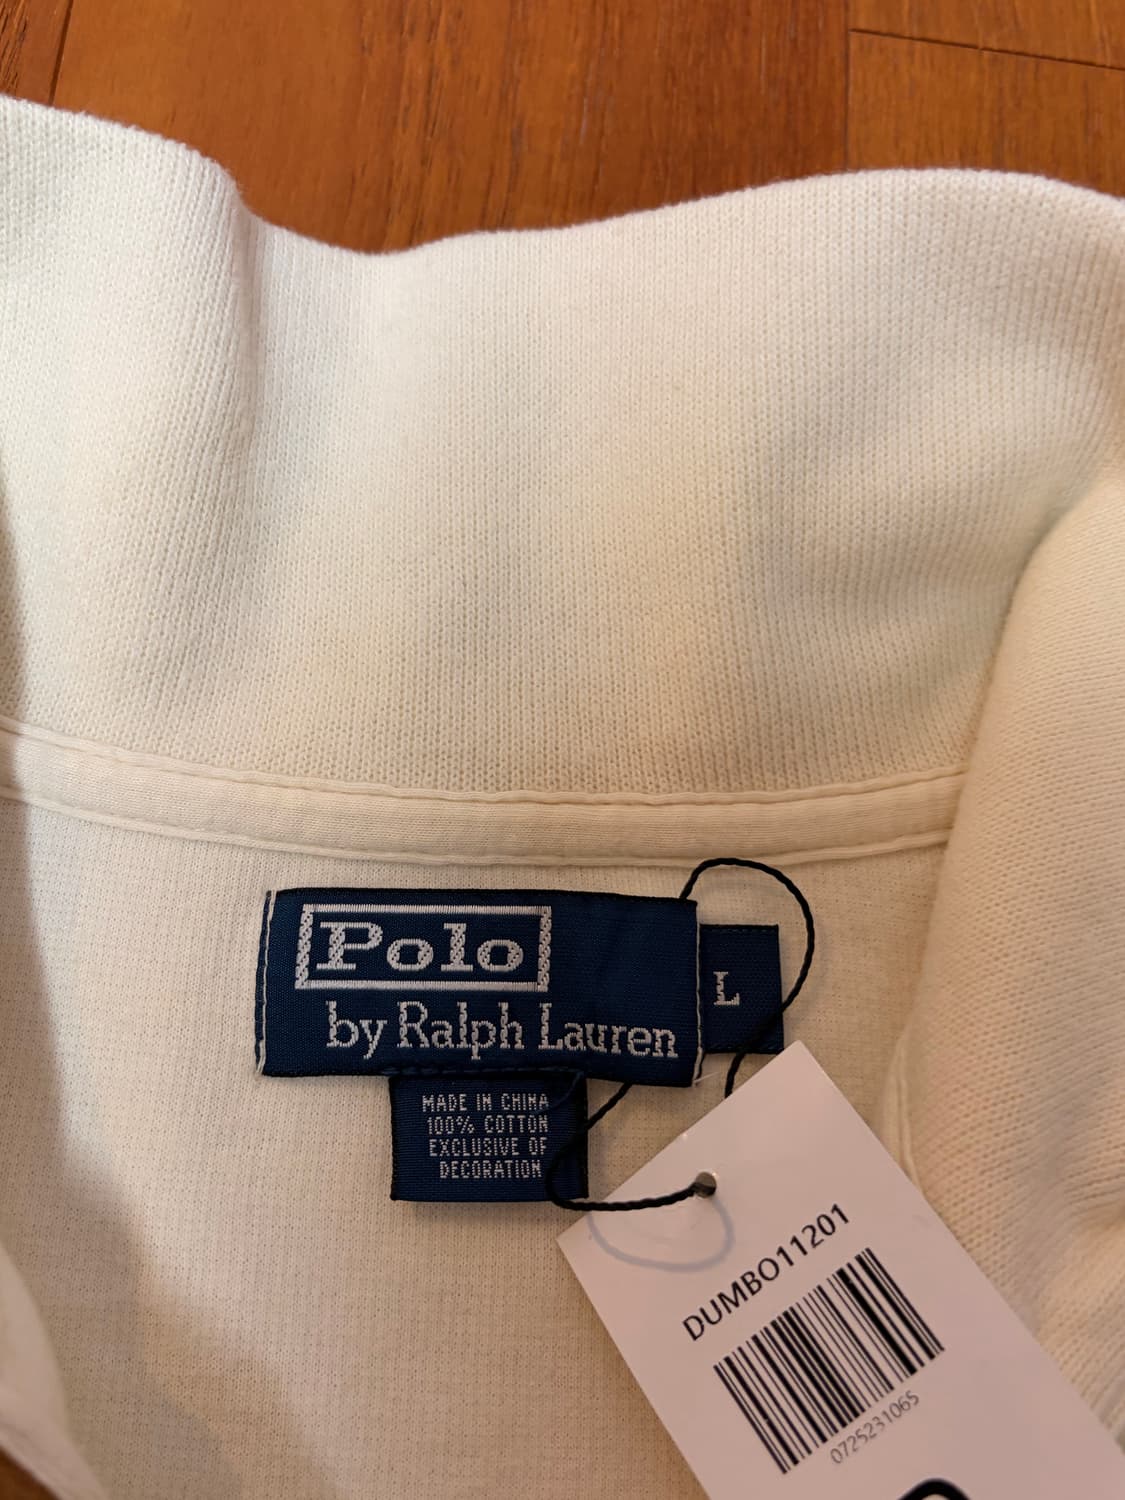 Polo
by Ralph Lauren
L
MADE IN CHINA
100% COTTON
EXCLUSIVE OF
DECORATION
DUMBO11201
0725231065